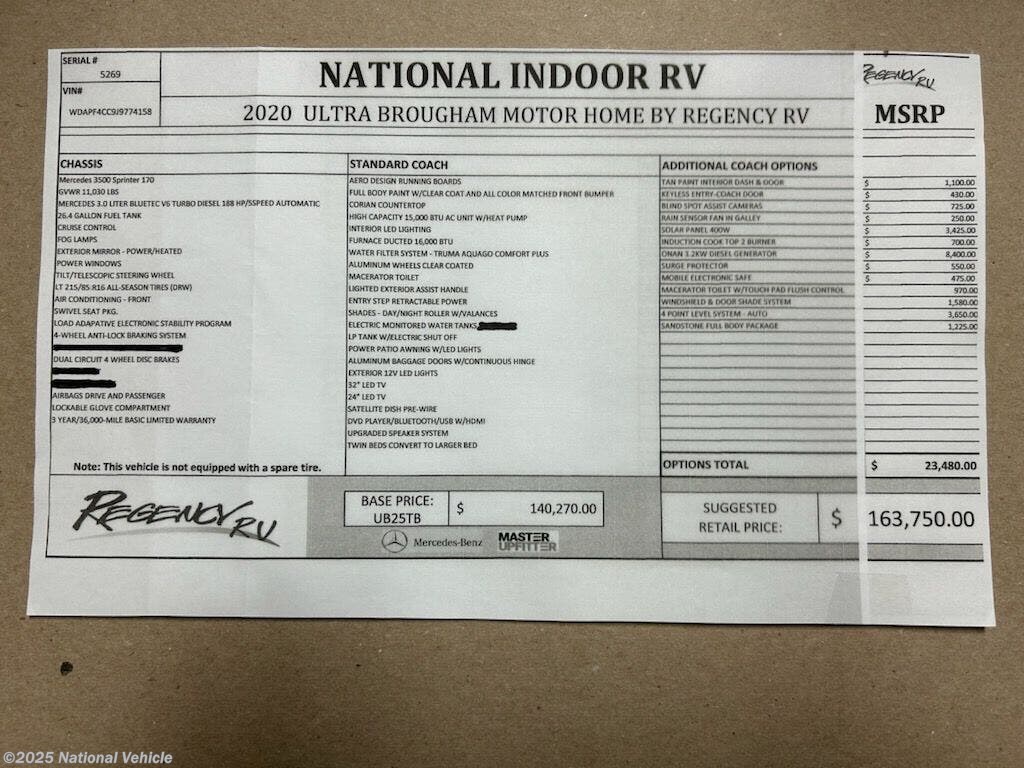 SERIAL #
5269
VIN#
WDAPF4CC9J9774158
NATIONAL INDOOR RV
2020 ULTRA BROUGHAM MOTOR HOME BY REGENCY RV
REGENCY RV
MSRP
CHASSIS
Mercedes 3500 Sprinter 170
GVWR 11,030 LBS
MERCEDES 3.0 LITER BLUETEC V6 TURBO DIESEL 188 HP/5SPEED AUTOMATIC
26.4 GALLON FUEL TANK
CRUISE CONTROL
FOG LAMPS
EXTERIOR MIRROR - POWER/HEATED
POWER WINDOWS
TILT/TELESCOPIC STEERING WHEEL
LT 215/85 R16 ALL-SEASON TIRES (DRW)
AIR CONDITIONING - FRONT
SWIVEL SEAT PKG.
LOAD ADAPATIVE ELECTRONIC STABILITY PROGRAM
4-WHEEL ANTI-LOCK BRAKING SYSTEM
DUAL CIRCUIT 4 WHEEL DISC BRAKES
AIRBAGS DRIVE AND PASSENGER
LOCKABLE GLOVE COMPARTMENT
3 YEAR/36,000-MILE BASIC LIMITED WARRANTY
Note: This vehicle is not equipped with a spare tire.
STANDARD COACH
AERO DESIGN RUNNING BOARDS
FULL BODY PAINT W/CLEAR COAT AND ALL COLOR MATCHED FRONT BUMPER
CORIAN COUNTERTOP
HIGH CAPACITY 15,000 BTU AC UNIT W/HEAT PUMP
INTERIOR LED LIGHTING
FURNACE DUCTED 16,000 BTU
WATER FILTER SYSTEM - TRUMA AQUAGO COMFORT PLUS
ALUMINUM WHEELS CLEAR COATED
MACERATOR TOILET
LIGHTED EXTERIOR ASSIST HANDLE
ENTRY STEP RETRACTABLE POWER
SHADES - DAY/NIGHT ROLLER W/VALANCES
ELECTRIC MONITORED WATER TANKS
LP TANK W/ELECTRIC SHUT OFF
POWER PATIO AWNING W/LED LIGHTS
ALUMINUM BAGGAGE DOORS W/CONTINUOUS HINGE
EXTERIOR 12V LED LIGHTS
32" LED TV
24" LED TV
SATELLITE DISH PRE-WIRE
DVD PLAYER/BLUETOOTH/USB W/HDMI
UPGRADED SPEAKER SYSTEM
TWIN BEDS CONVERT TO LARGER BED
ADDITIONAL COACH OPTIONS
TAN PAINT INTERIOR DASH & DOOR $ 1,100.00
KEYLESS ENTRY-COACH DOOR $ 430.00
BLIND SPOT ASSIST CAMERAS $ 725.00
RAIN SENSOR FAN IN GALLEY $ 250.00
SOLAR PANEL 400W $ 3,425.00
INDUCTION COOK TOP 2 BURNER $ 700.00
ONAN 3.2KW DIESEL GENERATOR $ 8,400.00
SURGE PROTECTOR $ 550.00
MOBILE ELECTRONIC SAFE $ 475.00
MACERATOR TOILET W/TOUCH PAD FLUSH CONTROL 970.00
WINDSHIELD & DOOR SHADE SYSTEM 1,580.00
4 POINT LEVEL SYSTEM - AUTO 3,650.00
SANDSTONE FULL BODY PACKAGE 1,225.00
OPTIONS TOTAL $ 23,480.00
REGENCY RV
BASE PRICE:
UB25TB
$ 140,270.00
Mercedes-Benz
MASTER
UPFITTER
SUGGESTED
RETAIL PRICE:
$ 163,750.00
©2025 National Vehicle